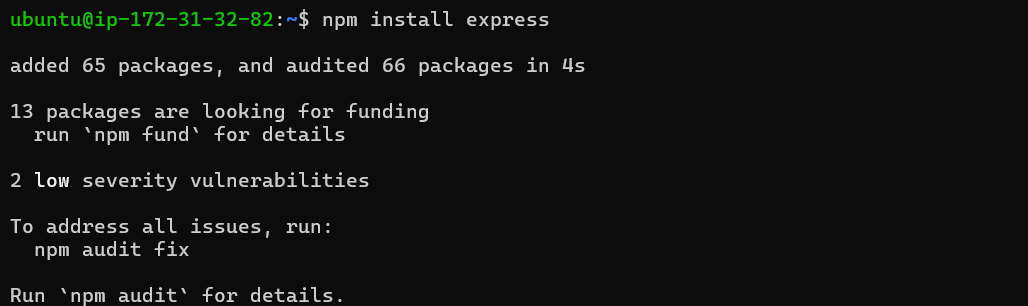 ubuntu@ip-172-31-32-82:~$ npm install express
added 65 packages, and audited 66 packages in 4s
13 packages are looking for funding
  run `npm fund` for details
2 low severity vulnerabilities
To address all issues, run:
  npm audit fix
Run `npm audit` for details.